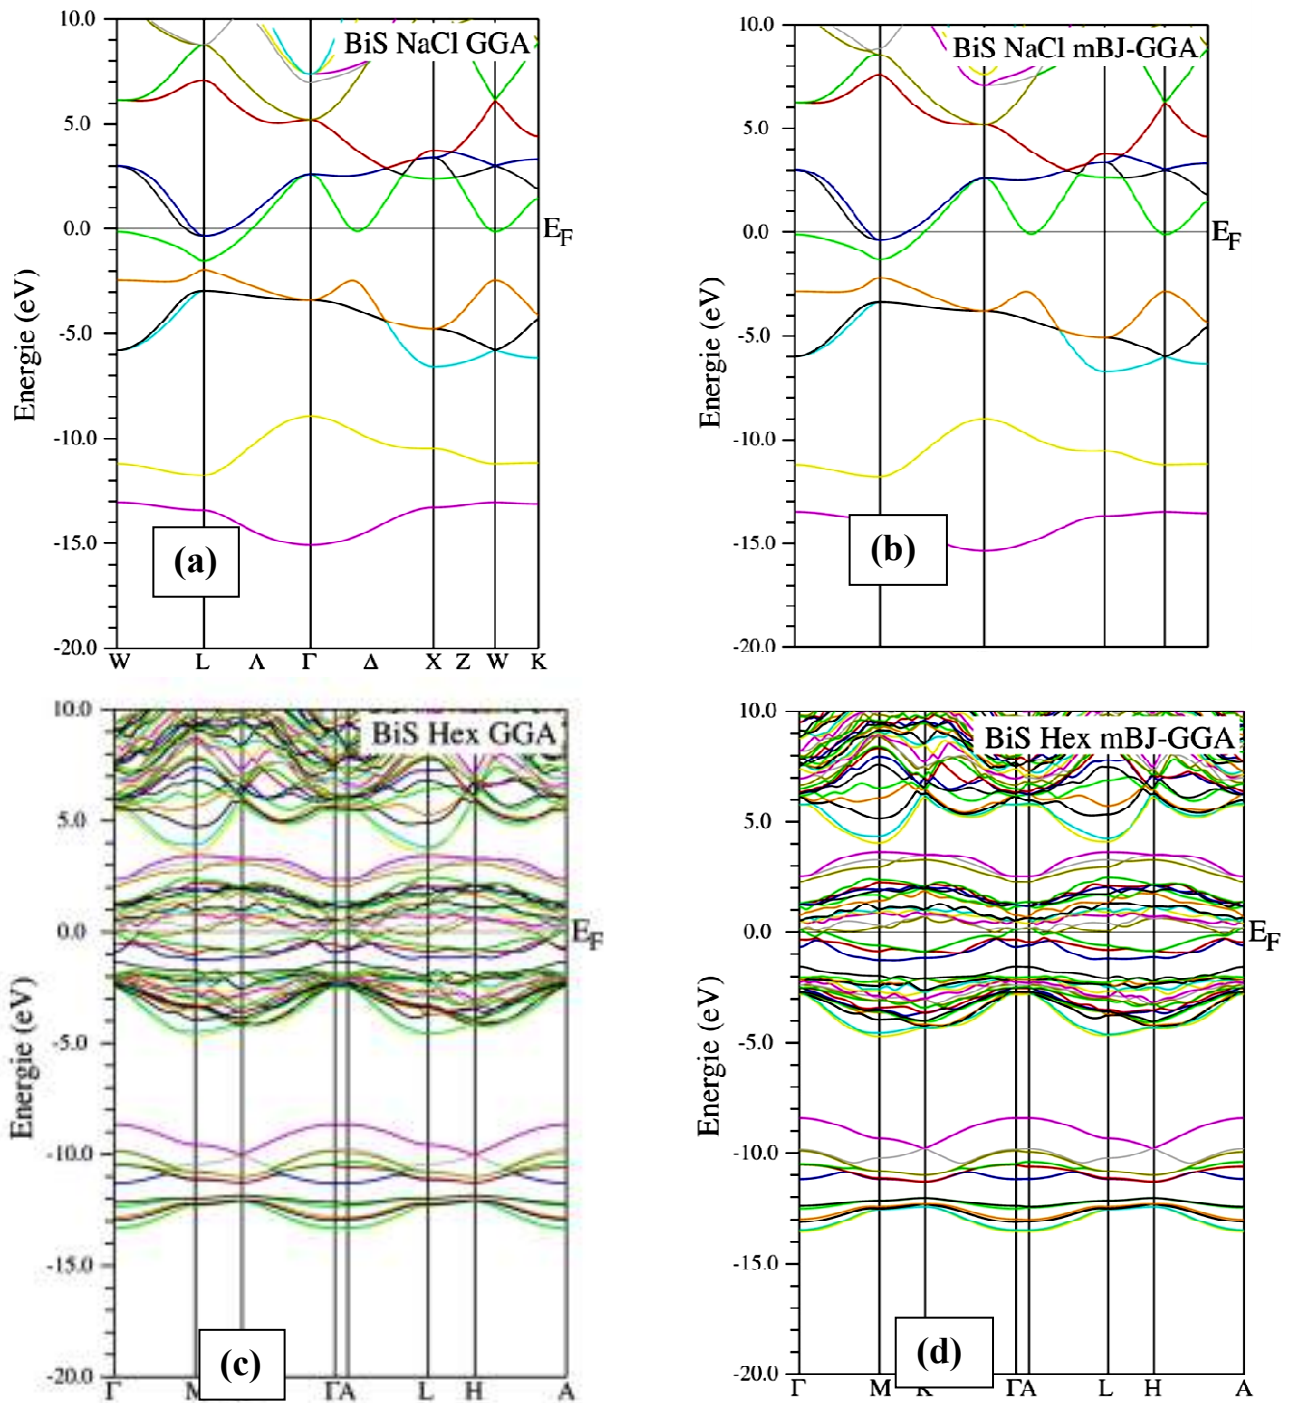 10.0
BiS NaCl GGA
5.0
0.0
E_F
-5.0
Energie (eV)
-10.0
-15.0
(a)
-20.0
W L Λ Γ Δ X Z W K
10.0
BiS NaCl mBJ-GGA
5.0
0.0
E_F
-5.0
Energie (eV)
-10.0
-15.0
(b)
-20.0
10.0
BiS Hex GGA
5.0
0.0
E_F
-5.0
Energie (eV)
-10.0
-15.0
(c)
-20.0
Γ M Γ A L H A
10.0
BiS Hex mBJ-GGA
5.0
0.0
E_F
-5.0
Energie (eV)
-10.0
-15.0
(d)
-20.0
Γ M K Γ A L H A